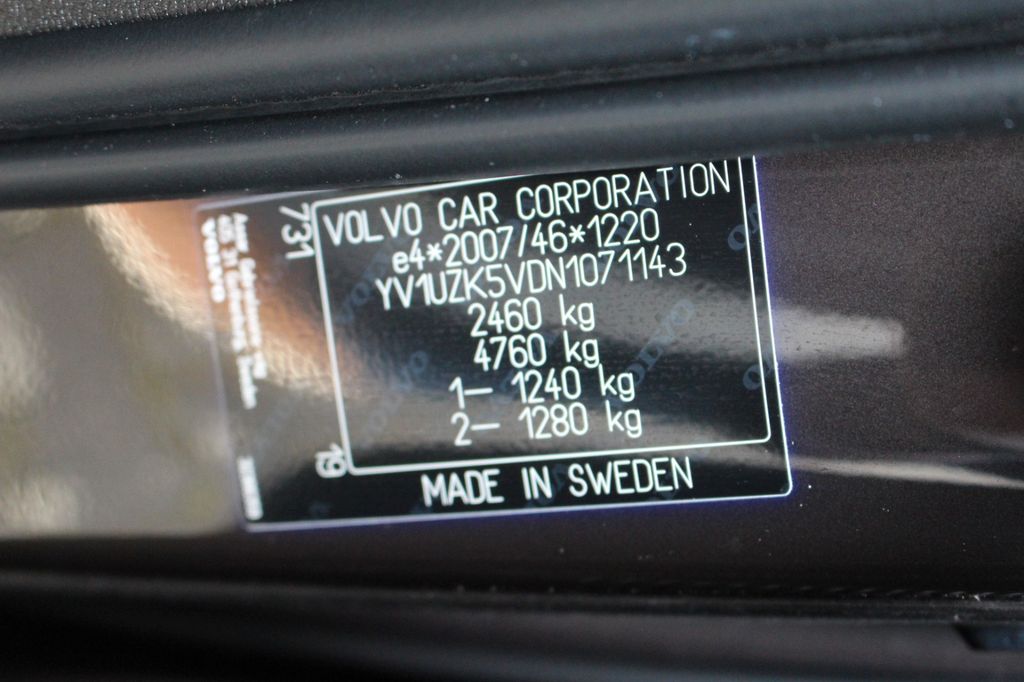 VOLVO CAR CORPORATION
e4*2007/46*1220
YV1UZK5VDN1071143
2460 kg
4760 kg
1– 1240 kg
2– 1280 kg
MADE IN SWEDEN
731
19
VOLVO